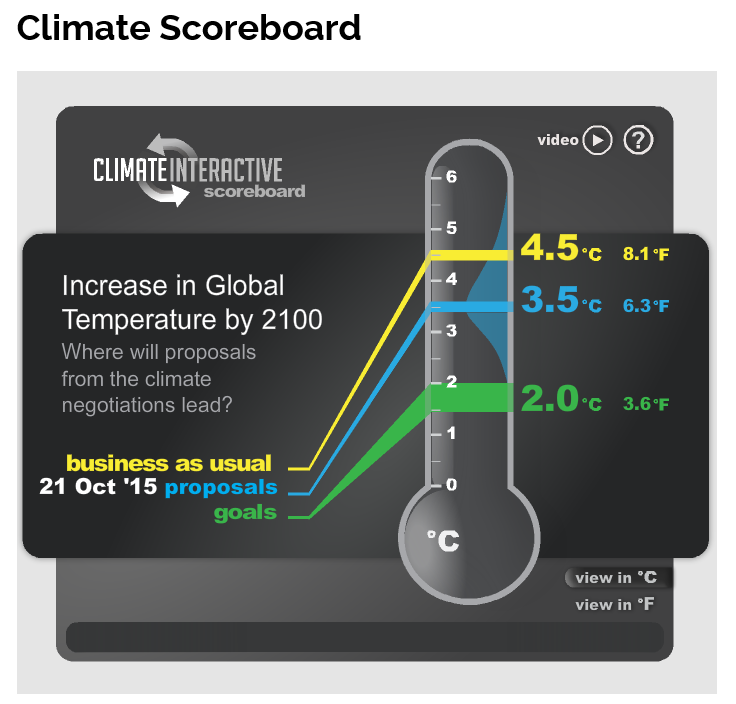 Climate Scoreboard
CLIMATE INTERACTIVE
scoreboard
video ?
6
5
4.5°C 8.1°F
4
3.5°C 6.3°F
3
2
2.0°C 3.6°F
1
0
°C
Increase in Global
Temperature by 2100
Where will proposals
from the climate
negotiations lead?
business as usual
21 Oct '15 proposals
goals
view in °C
view in °F